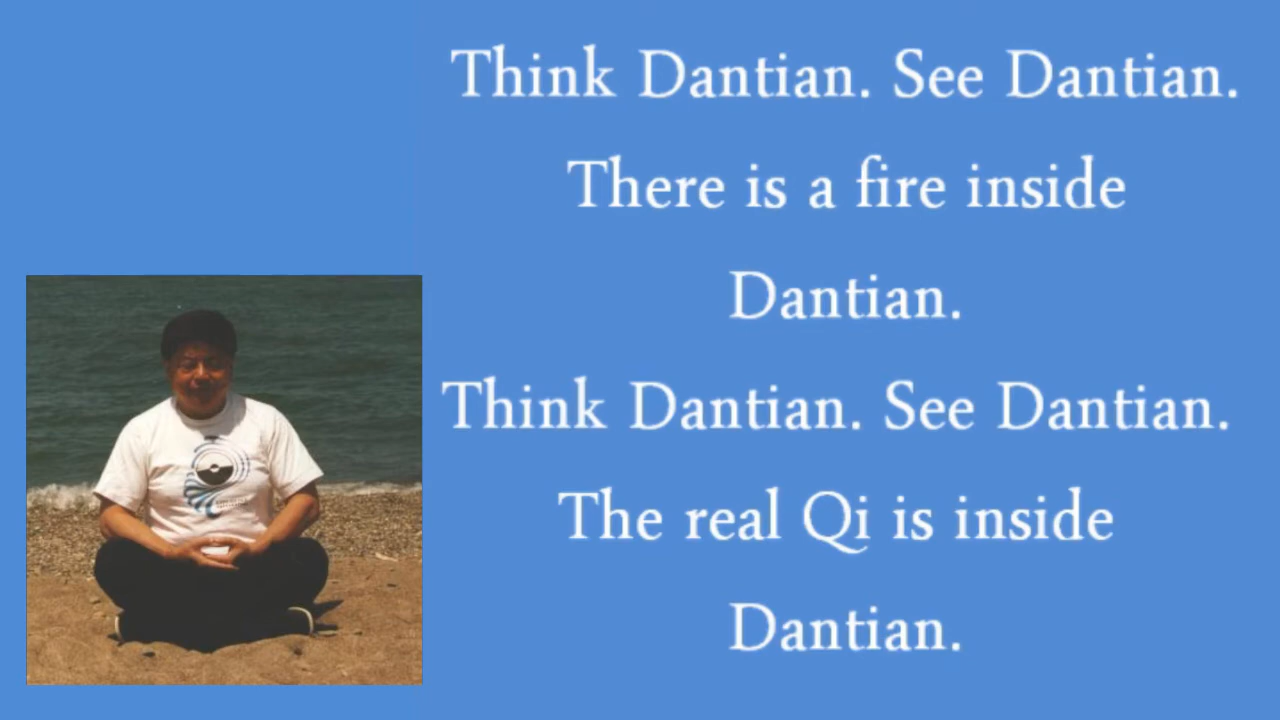 Think Dantian. See Dantian.
There is a fire inside
Dantian.
Think Dantian. See Dantian.
The real Qi is inside
Dantian.